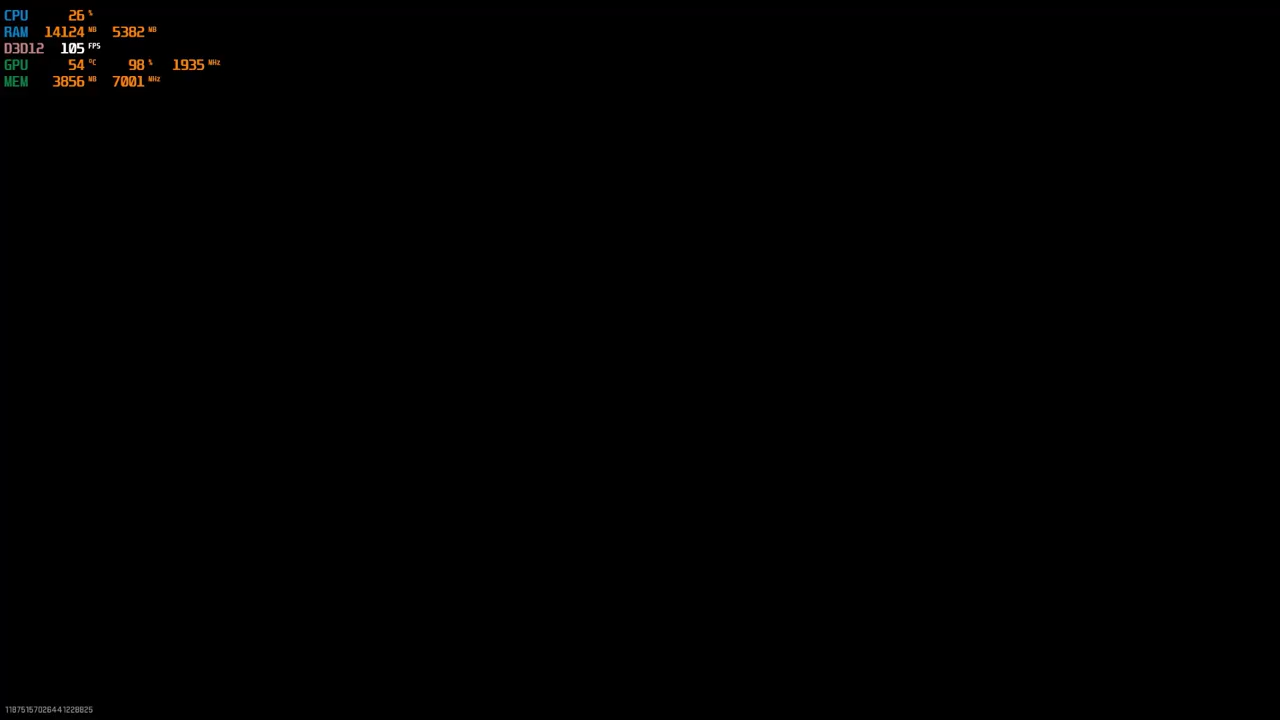 CPU 26 %
RAM 14124 MB 5382 MB
D3D12 105 FPS
GPU 54 °C 98 % 1935 MHz
MEM 3856 MB 7001 MHz
11875157026441228825